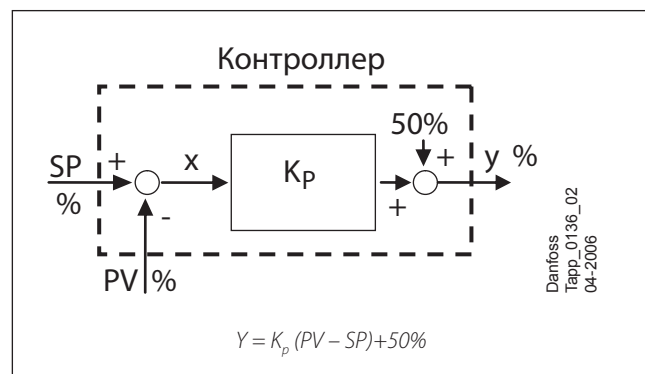 Контроллер
50%
SP + x K_P + y %
% - +
PV %
Danfoss
Tapp_0136_02
04-2006
Y = K_p (PV – SP)+50%